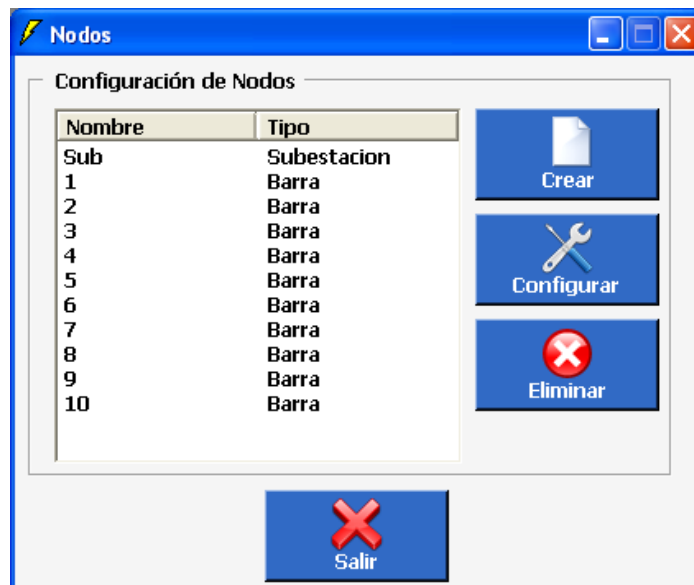 Nodos
Configuración de Nodos
Nombre Tipo
Sub Subestacion
1 Barra
2 Barra
3 Barra
4 Barra
5 Barra
6 Barra
7 Barra
8 Barra
9 Barra
10 Barra
Crear
Configurar
Eliminar
Salir